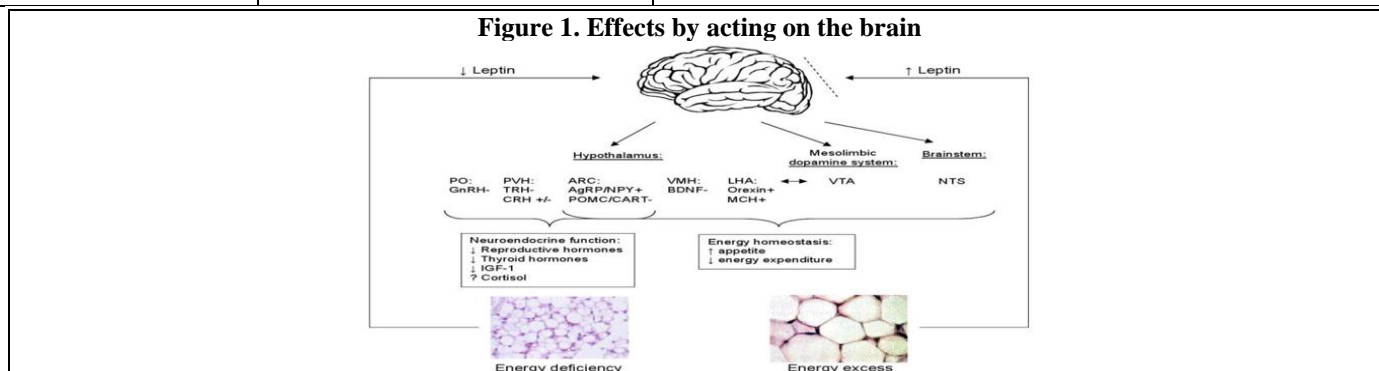 Figure 1. Effects by acting on the brain
↓ Leptin
↑ Leptin
Hypothalamus:
Mesolimbic
dopamine system:
Brainstem:
PO:
GnRH-
PVH:
TRH-
CRH +/-
ARC:
AgRP/NPY+
POMC/CART-
VMH:
BDNF-
LHA:
Orexin+
MCH+
VTA
NTS
Neuroendocrine function:
↓ Reproductive hormones
↓ Thyroid hormones
↓ IGF-1
? Cortisol
Energy homeostasis:
↑ appetite
↓ energy expenditure
Energy deficiency
Energy excess